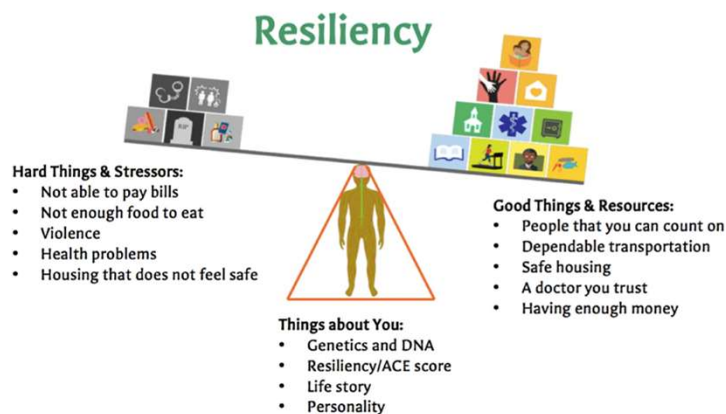 Resiliency
RIP
Hard Things & Stressors:
• Not able to pay bills
• Not enough food to eat
• Violence
• Health problems
• Housing that does not feel safe
Good Things & Resources:
• People that you can count on
• Dependable transportation
• Safe housing
• A doctor you trust
• Having enough money
Things about You:
• Genetics and DNA
• Resiliency/ACE score
• Life story
• Personality